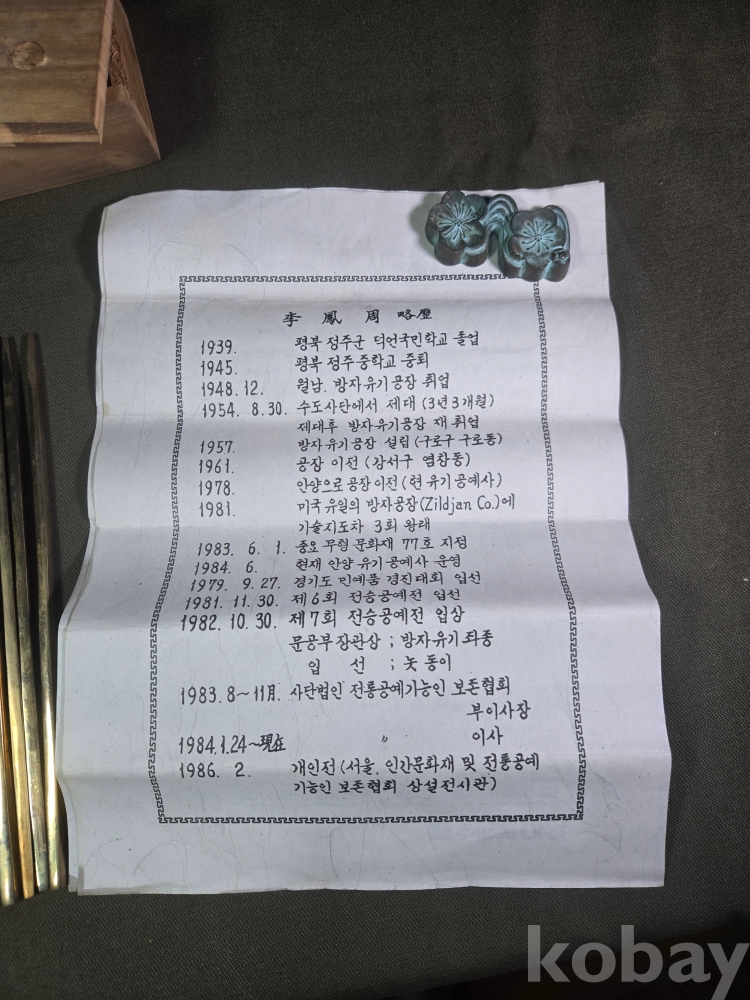 李 鳳 周 略歷
1939. 평북 정주군 덕언국민학교 졸업
1945. 평북 정주 중학교 중퇴
1948. 12. 월남. 방자유기공장 취업
1954. 8. 30. 수도사단에서 제대 (3년 3개월)
제대후 방자유기공장 재 취업
1957. 방자유기공장 설립 (구로구 구로동)
1961. 공장 이전 (강서구 염창동)
1978. 안양으로 공장이전 (현 유기공예사)
1981. 미국 유일의 방자공장 (Zildjan Co.)에
기술지도차 3회 왕래
1983. 6. 1. 중요 무형 문화재 77호 지정
1984. 6. 현재 안양 유기공예사 운영
1979. 9. 27. 경기도 민예품 경진대회 입선
1981. 11. 30. 제6회 전승공예전 입선
1982. 10. 30. 제7회 전승공예전 입상
문공부 장관상 ; 방자유기 좌종
입 선 ; 놋 동이
1983. 8~11月. 사단법인 전통공예기능인 보존협회
부이사장
1984. 1. 24~現在 〃 이사
1986. 2. 개인전 (서울. 인간문화재 및 전통공예
기능인 보존협회 상설전시관)
kobay